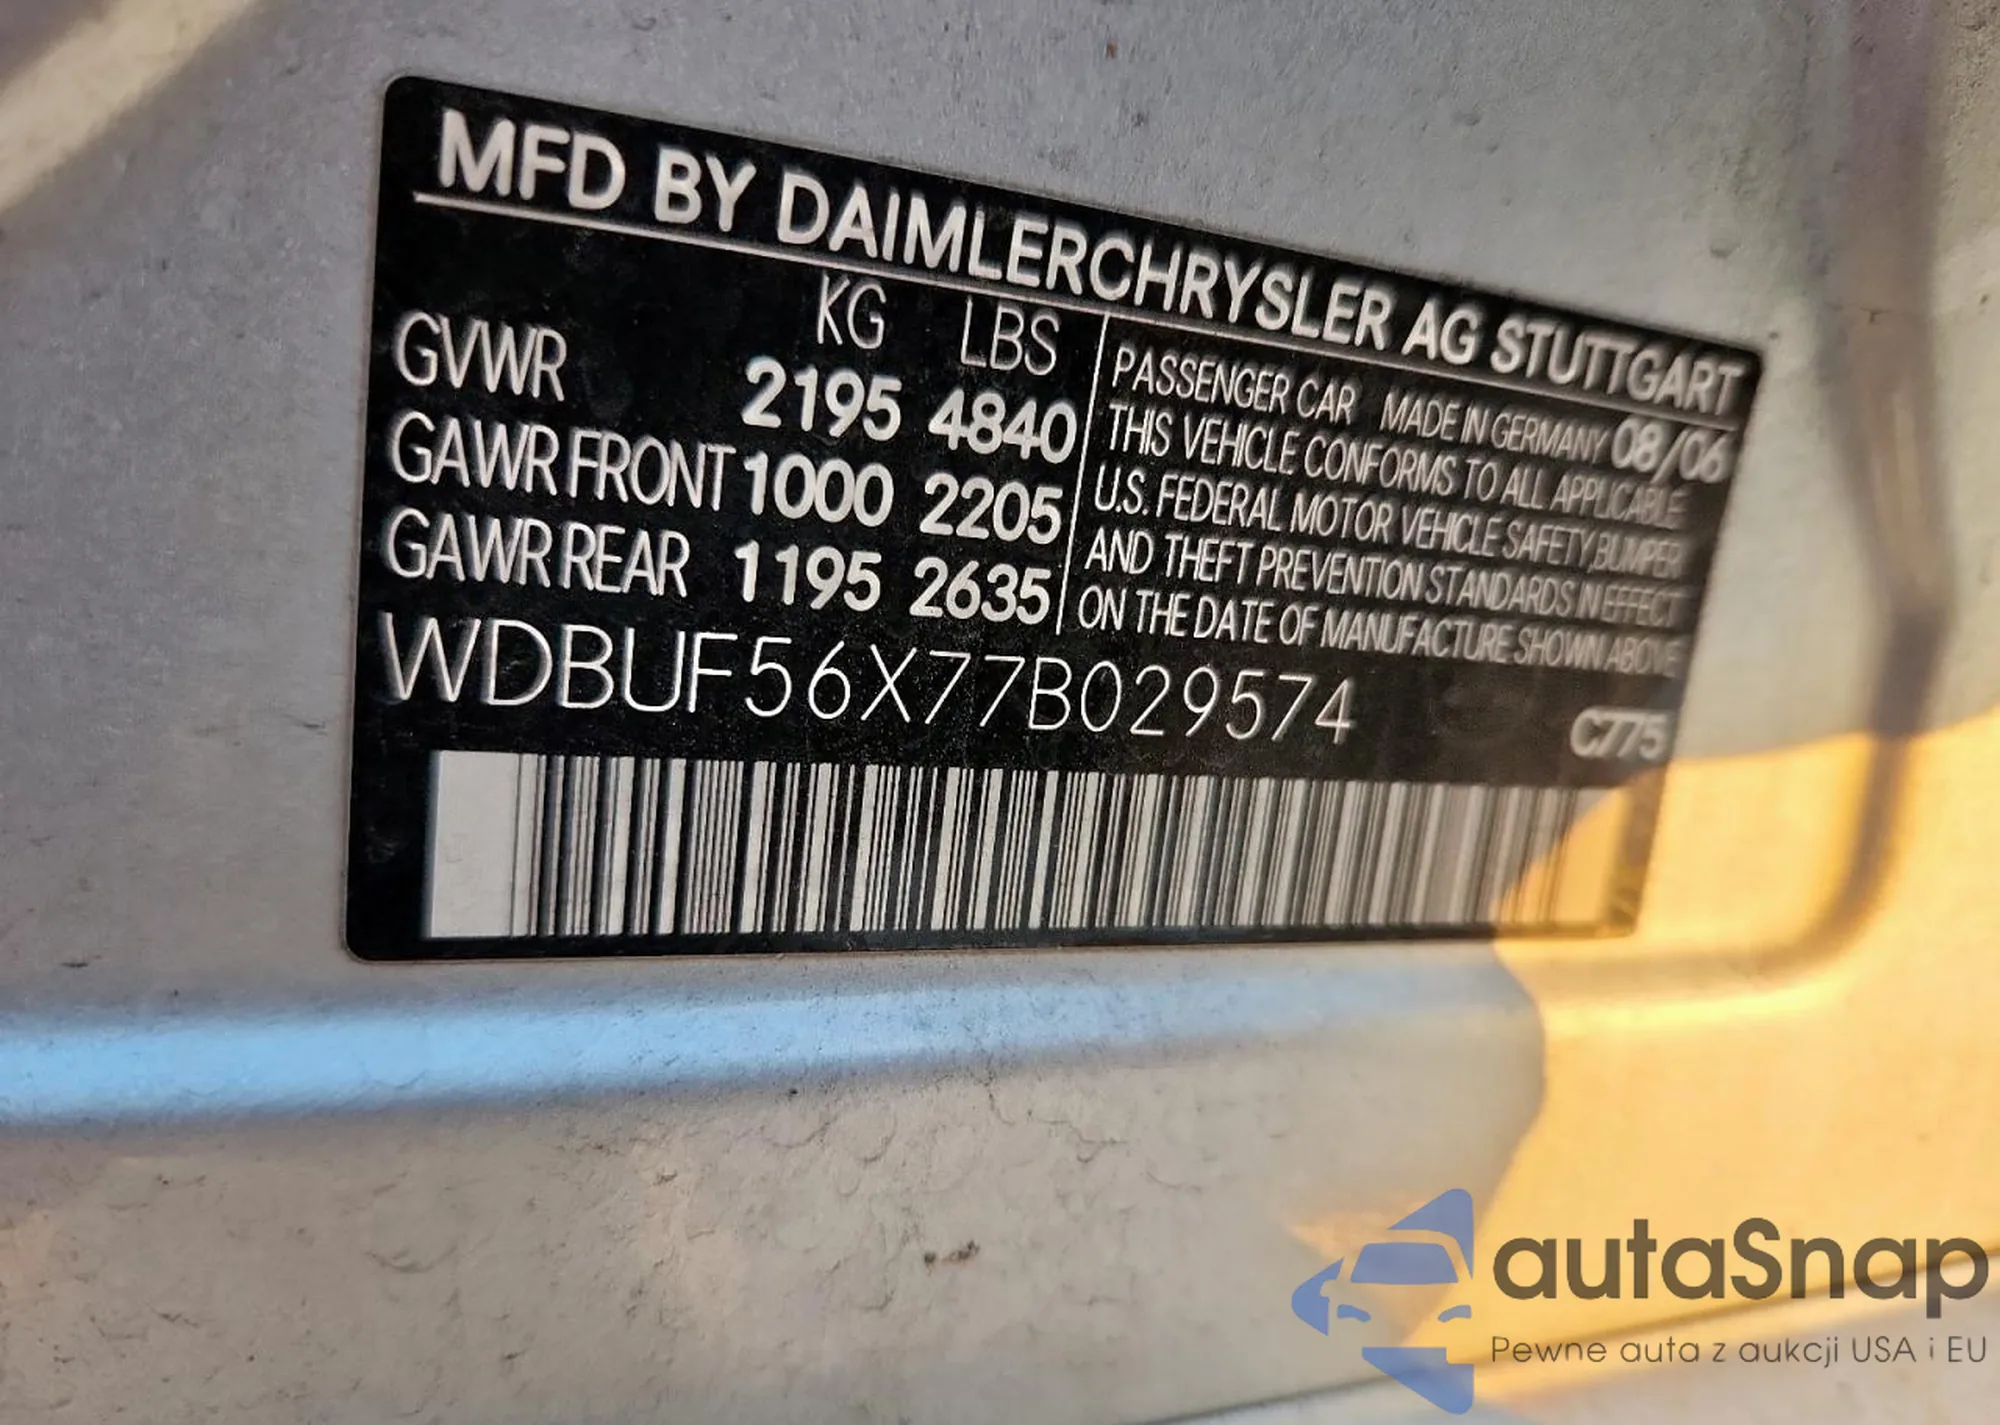 MFD BY DAIMLERCHRYSLER AG STUTTGART
KG LBS
GVWR 2195 4840
GAWR FRONT 1000 2205
GAWR REAR 1195 2635
PASSENGER CAR MADE IN GERMANY 08/06
THIS VEHICLE CONFORMS TO ALL APPLICABLE
U.S. FEDERAL MOTOR VEHICLE SAFETY, BUMPER
AND THEFT PREVENTION STANDARDS IN EFFECT
ON THE DATE OF MANUFACTURE SHOWN ABOVE
WDBUF56X77B029574
C775
autaSnap
Pewne auta z aukcji USA i EU